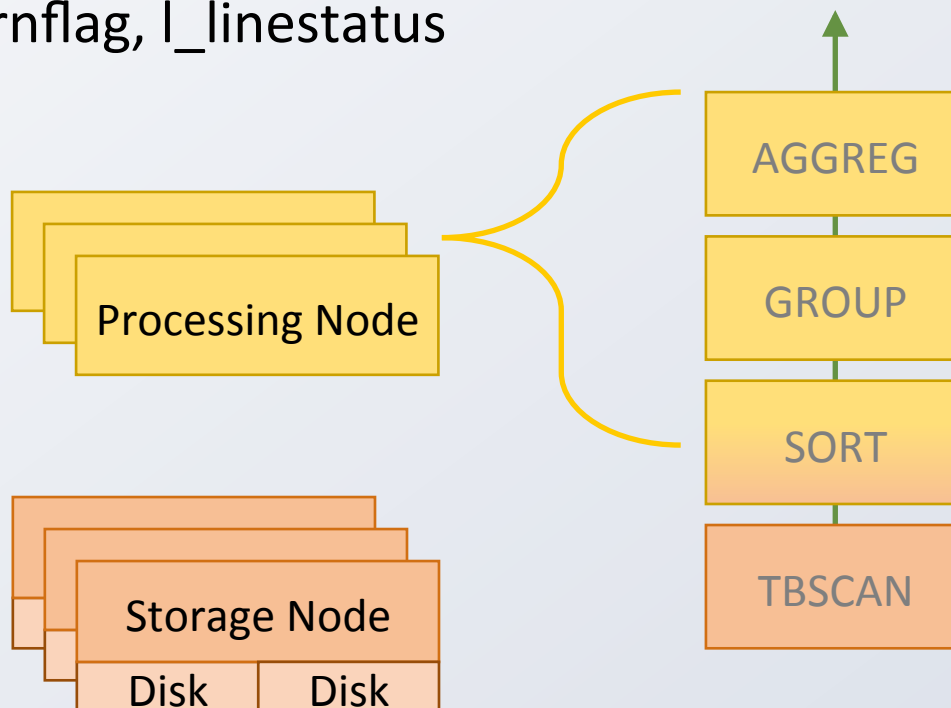 rnflag, l_linestatus
AGGREG
GROUP
Processing Node
SORT
TBSCAN
Storage Node
Disk Disk